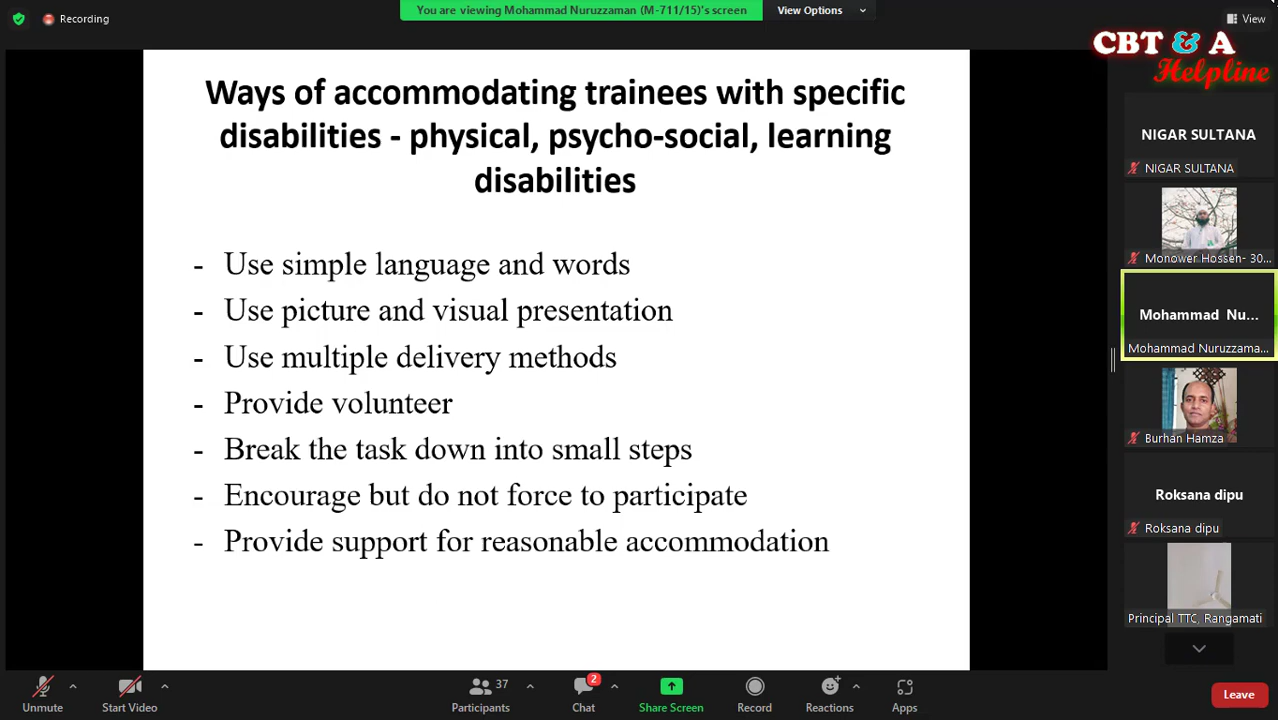 Recording
You are viewing Mohammad Nuruzzaman (M-711/15)'s screen
View Options
View
CBT & A
Helpline
Ways of accommodating trainees with specific
disabilities - physical, psycho-social, learning
disabilities
- Use simple language and words
- Use picture and visual presentation
- Use multiple delivery methods
- Provide volunteer
- Break the task down into small steps
- Encourage but do not force to participate
- Provide support for reasonable accommodation
NIGAR SULTANA
NIGAR SULTANA
Monower Hossen- 30...
Mohammad Nu...
Mohammad Nuruzzama...
Burhan Hamza
Roksana dipu
Roksana dipu
Principal TTC, Rangamati
Unmute
Start Video
37
Participants
2
Chat
Share Screen
Record
Reactions
Apps
Leave